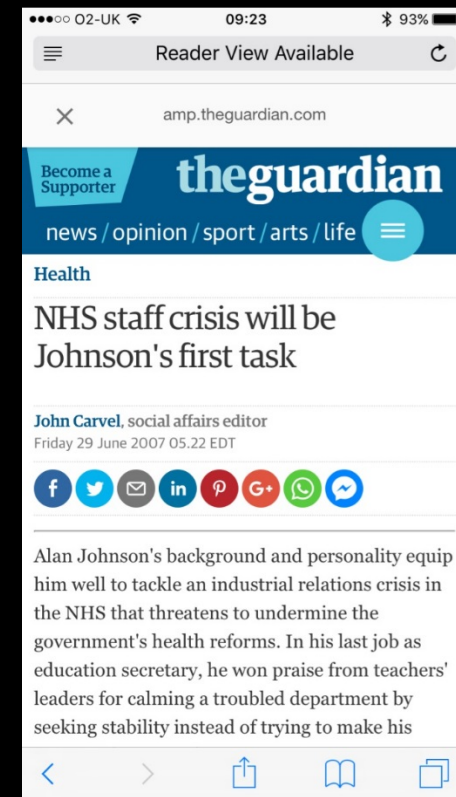 O2-UK 09:23 93%
Reader View Available
amp.theguardian.com
Become a
Supporter
theguardian
news / opinion / sport / arts / life
Health
NHS staff crisis will be
Johnson's first task
John Carvel, social affairs editor
Friday 29 June 2007 05.22 EDT
f in G+
Alan Johnson's background and personality equip
him well to tackle an industrial relations crisis in
the NHS that threatens to undermine the
government's health reforms. In his last job as
education secretary, he won praise from teachers'
leaders for calming a troubled department by
seeking stability instead of trying to make his